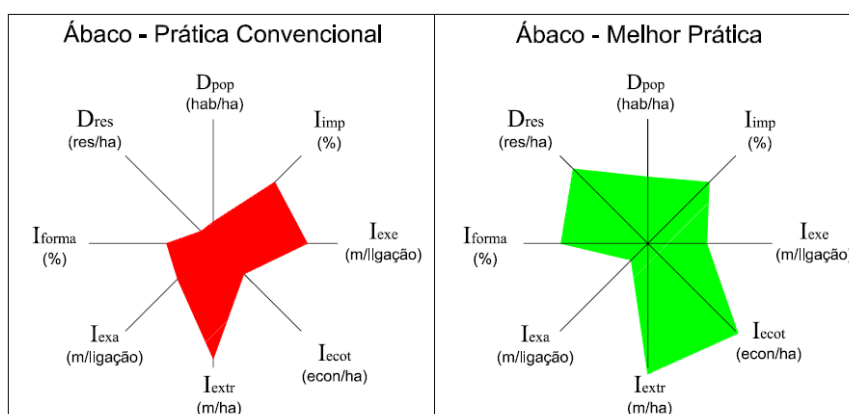 Ábaco - Prática Convencional
Dpop
(hab/ha)
Dres
(res/ha)
Iimp
(%)
Iforma
(%)
Iexe
(m/ligação)
Iexa
(m/ligação)
Iecot
(econ/ha)
Iextr
(m/ha)
Ábaco - Melhor Prática
Dpop
(hab/ha)
Dres
(res/ha)
Iimp
(%)
Iforma
(%)
Iexe
(m/ligação)
Iexa
(m/ligação)
Iecot
(econ/ha)
Iextr
(m/ha)